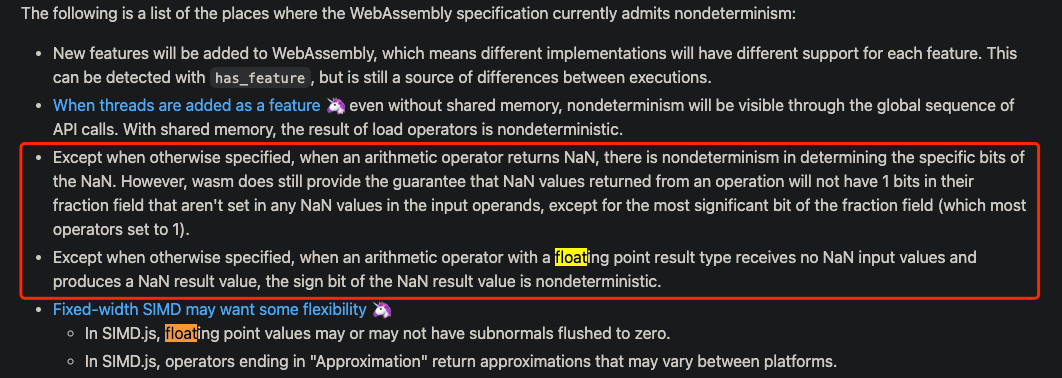 The following is a list of the places where the WebAssembly specification currently admits nondeterminism:
• New features will be added to WebAssembly, which means different implementations will have different support for each feature. This
can be detected with has_feature, but is still a source of differences between executions.
• When threads are added as a feature 🦄 even without shared memory, nondeterminism will be visible through the global sequence of
API calls. With shared memory, the result of load operators is nondeterministic.
• Except when otherwise specified, when an arithmetic operator returns NaN, there is nondeterminism in determining the specific bits of
the NaN. However, wasm does still provide the guarantee that NaN values returned from an operation will not have 1 bits in their
fraction field that aren't set in any NaN values in the input operands, except for the most significant bit of the fraction field (which most
operators set to 1).
• Except when otherwise specified, when an arithmetic operator with a floating point result type receives no NaN input values and
produces a NaN result value, the sign bit of the NaN result value is nondeterministic.
• Fixed-width SIMD may want some flexibility 🦄
◦ In SIMD.js, floating point values may or may not have subnormals flushed to zero.
◦ In SIMD.js, operators ending in "Approximation" return approximations that may vary between platforms.